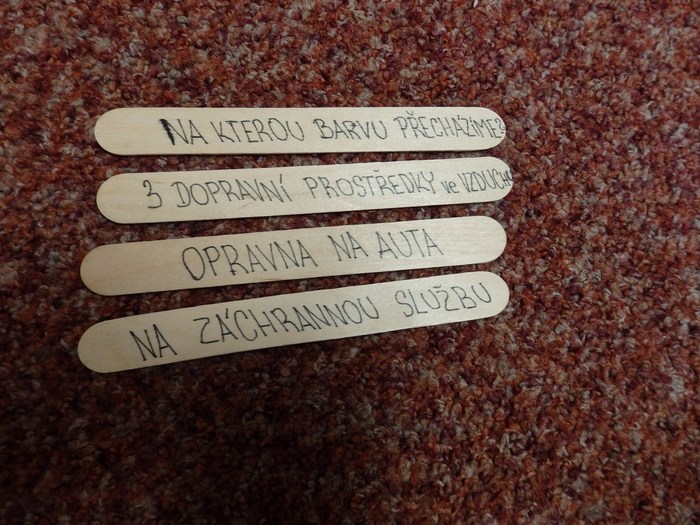 NA KTEROU BARVU PŘECHÁZÍME?
3 DOPRAVNÍ PROSTŘEDKY ve VZDUCHU
OPRAVNA NA AUTA
NA ZÁCHRANNOU SLUŽBU